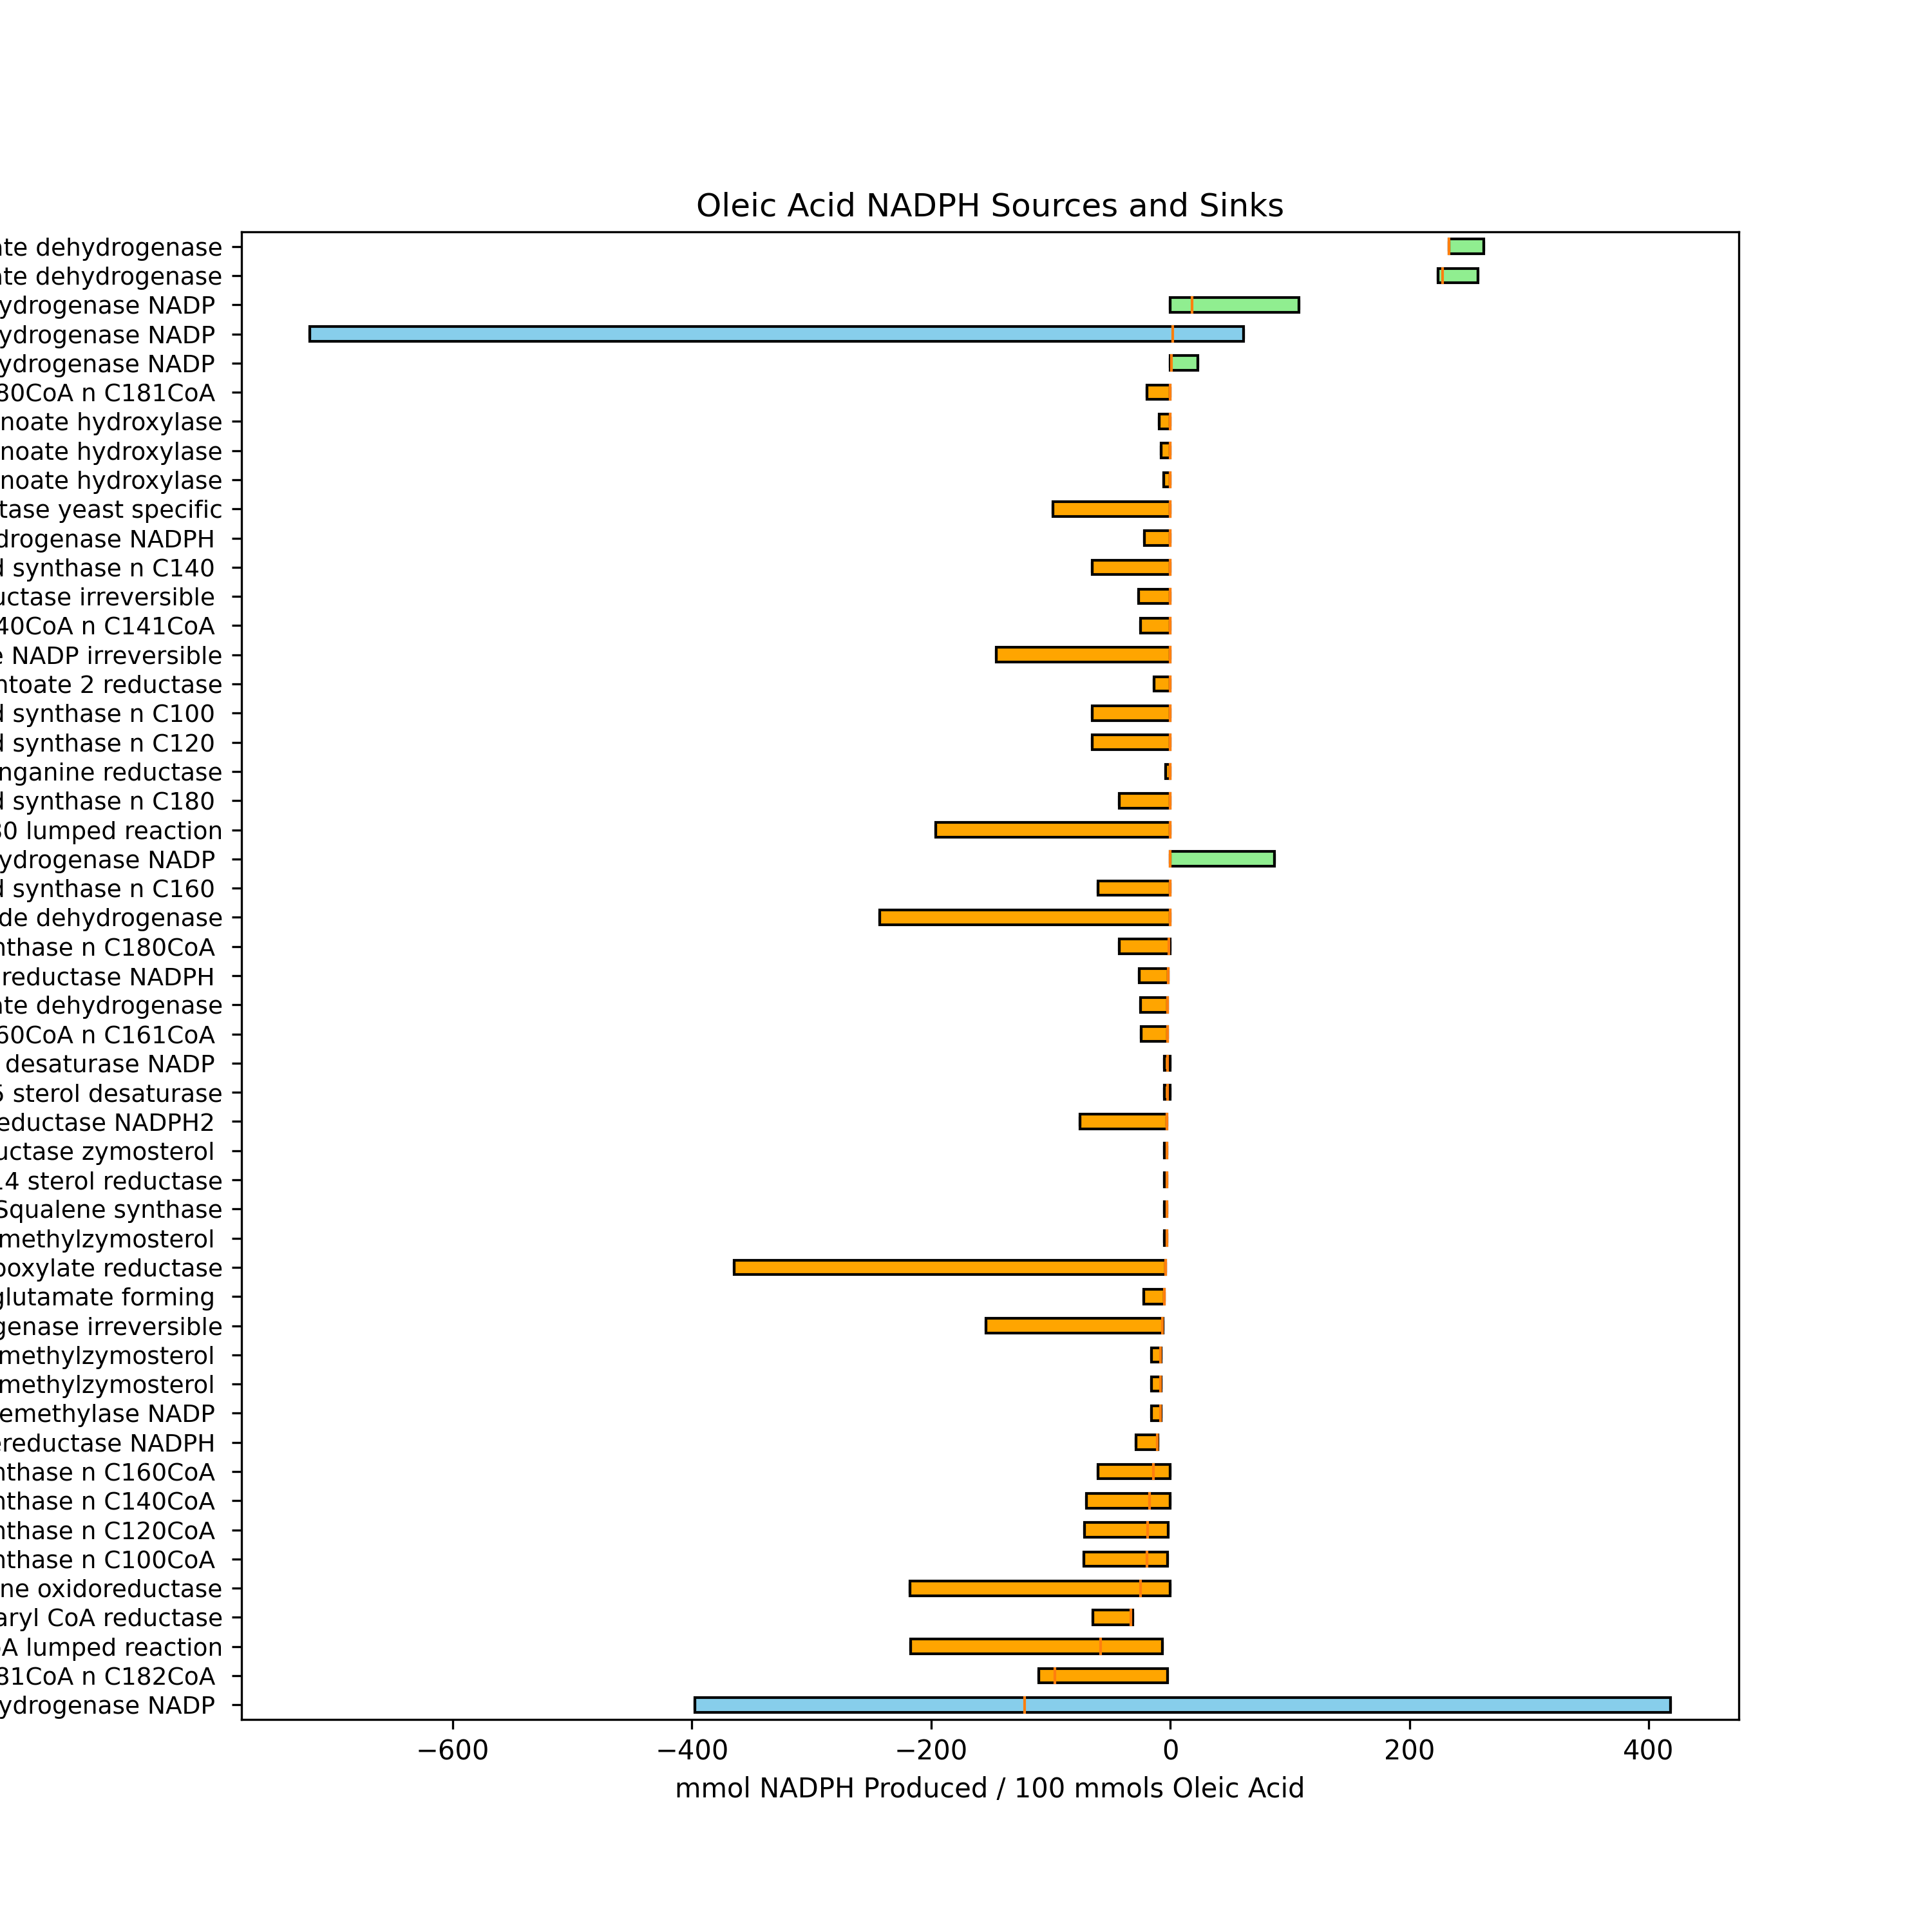 Oleic Acid NADPH Sources and Sinks
te dehydrogenase
te dehydrogenase
ydrogenase NADP
ydrogenase NADP
ydrogenase NADP
80CoA n C181CoA
noate hydroxylase
noate hydroxylase
noate hydroxylase
tase yeast specific
drogenase NADPH
d synthase n C140
uctase irreversible
40CoA n C141CoA
e NADP irreversible
ntoate 2 reductase
d synthase n C100
d synthase n C120
nganine reductase
d synthase n C180
30 lumped reaction
ydrogenase NADP
d synthase n C160
de dehydrogenase
nthase n C180CoA
reductase NADPH
ate dehydrogenase
60CoA n C161CoA
desaturase NADP
5 sterol desaturase
eductase NADPH2
uctase zymosterol
14 sterol reductase
Squalene synthase
methylzymosterol
boxylate reductase
glutamate forming
genase irreversible
methylzymosterol
methylzymosterol
emethylase NADP
ereductase NADPH
nthase n C160CoA
nthase n C140CoA
nthase n C120CoA
nthase n C100CoA
ne oxidoreductase
aryl CoA reductase
A lumped reaction
81CoA n C182CoA
ydrogenase NADP
−600 −400 −200 0 200 400
mmol NADPH Produced / 100 mmols Oleic Acid